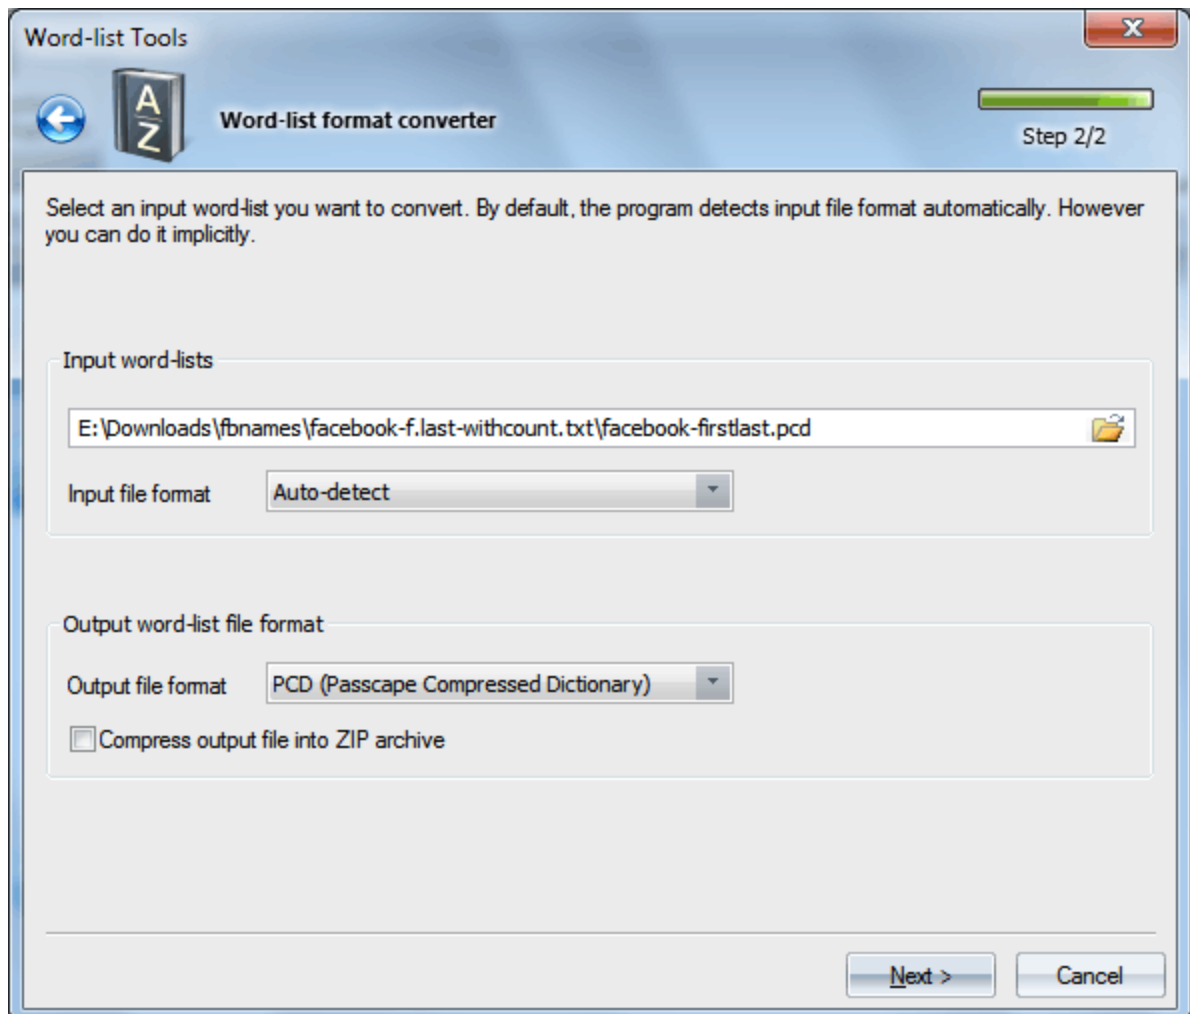 Word-list Tools
X
A
Z
Word-list format converter
Step 2/2
Select an input word-list you want to convert. By default, the program detects input file format automatically. However
you can do it implicitly.
Input word-lists
E:\Downloads\fbnames\facebook-f.last-withcount.txt\facebook-firstlast.pcd
Input file format
Auto-detect
Output word-list file format
Output file format
PCD (Passcape Compressed Dictionary)
Compress output file into ZIP archive
Next >
Cancel